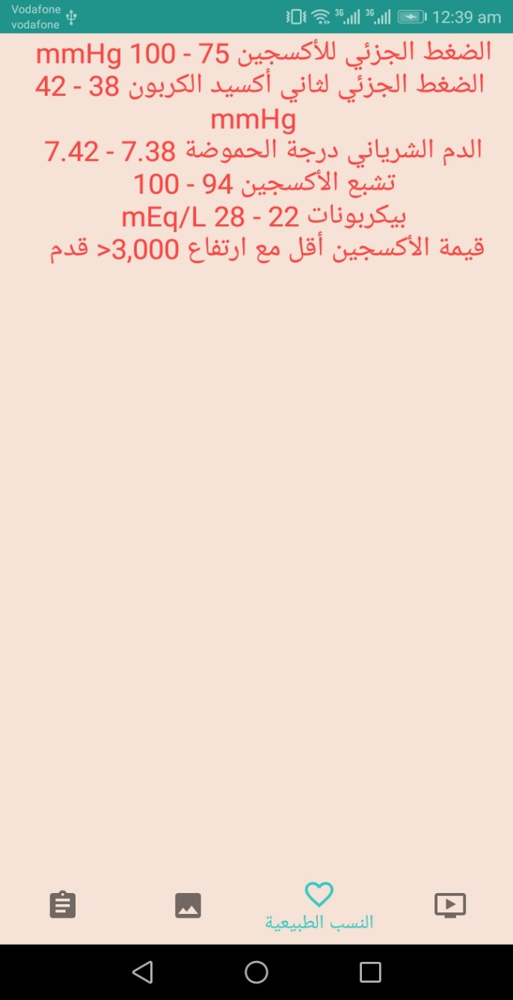 Vodafone
vodafone
3G 3G 12:39 am
الضغط الجزئي للأكسجين 75 - 100 mmHg
الضغط الجزئي لثاني أكسيد الكربون 38 - 42
mmHg
الدم الشرياني درجة الحموضة 7.38 - 7.42
تشبع الأكسجين 94 - 100
بيكربونات 22 - 28 mEq/L
قيمة الأكسجين أقل مع ارتفاع 3,000< قدم
النسب الطبيعية